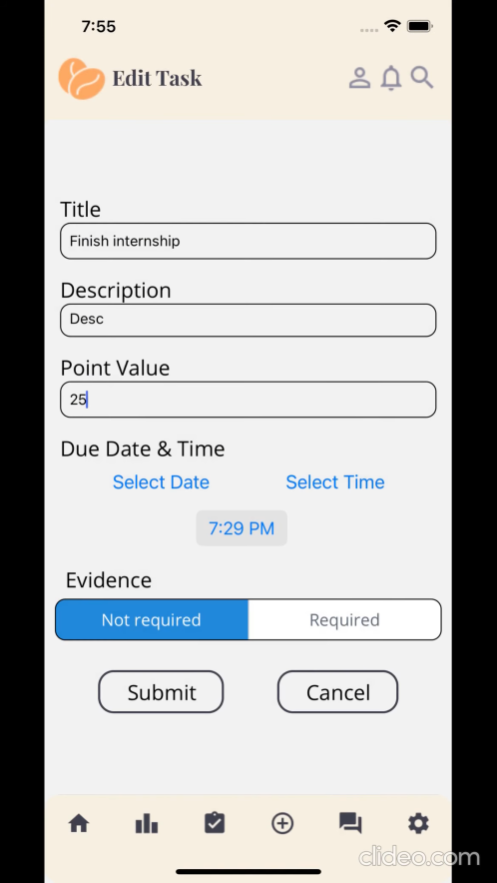 7:55
Edit Task
Title
Finish internship
Description
Desc
Point Value
25
Due Date & Time
Select Date Select Time
7:29 PM
Evidence
Not required Required
Submit Cancel
clideo.com